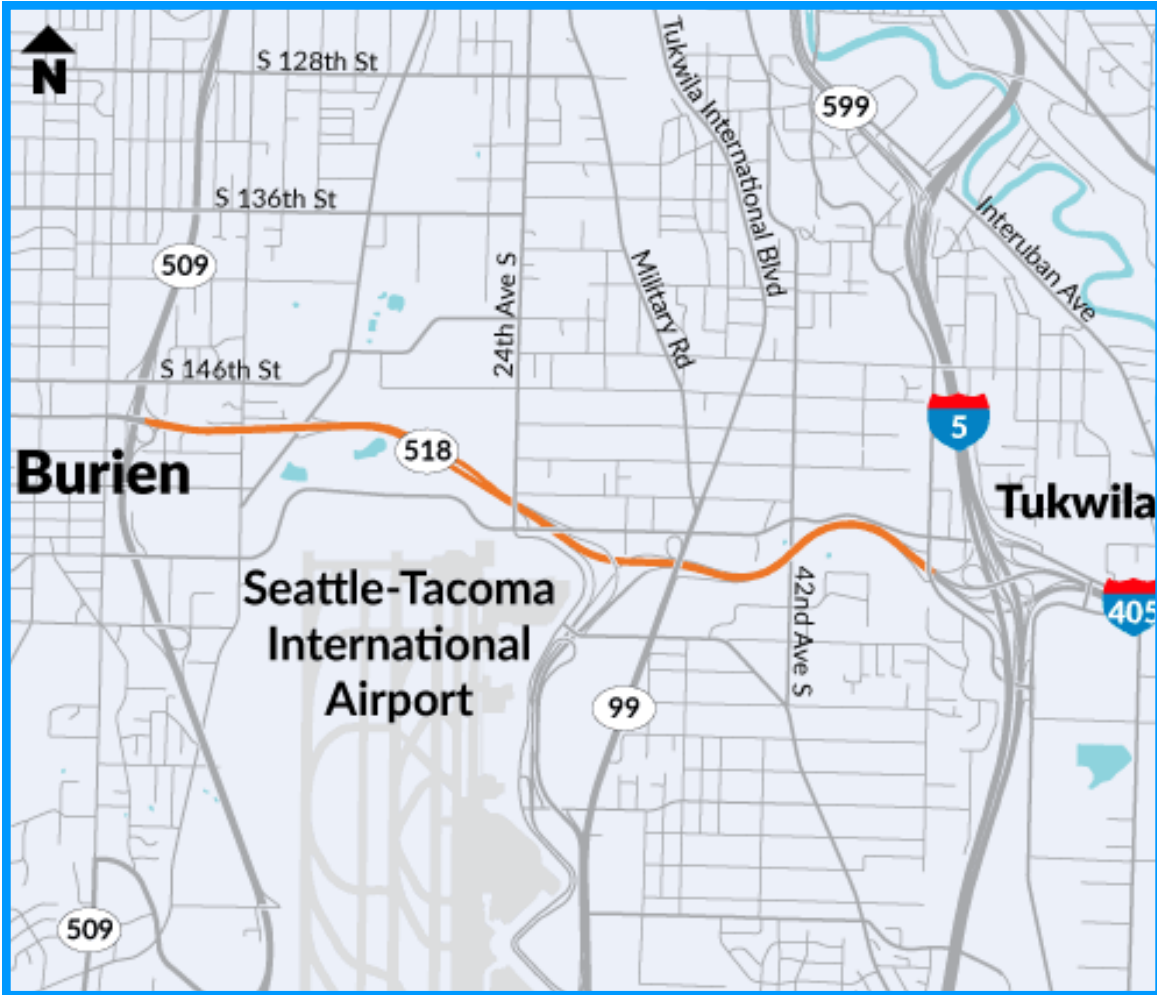 N
S 128th St
Tukwila International Blvd
599
S 136th St
Interuban Ave
509
24th Ave S
Military Rd
S 146th St
5
518
Burien
Tukwila
Seattle-Tacoma
International
Airport
42nd Ave S
405
99
509